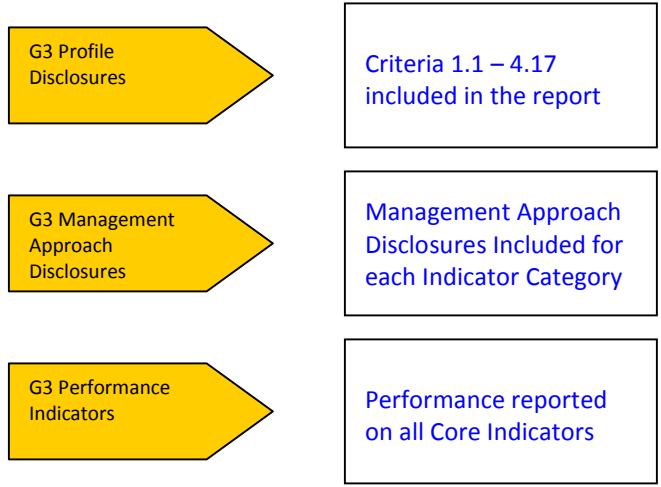 G3 Profile
Disclosures
Criteria 1.1 – 4.17
included in the report
G3 Management
Approach
Disclosures
Management Approach
Disclosures Included for
each Indicator Category
G3 Performance
Indicators
Performance reported
on all Core Indicators